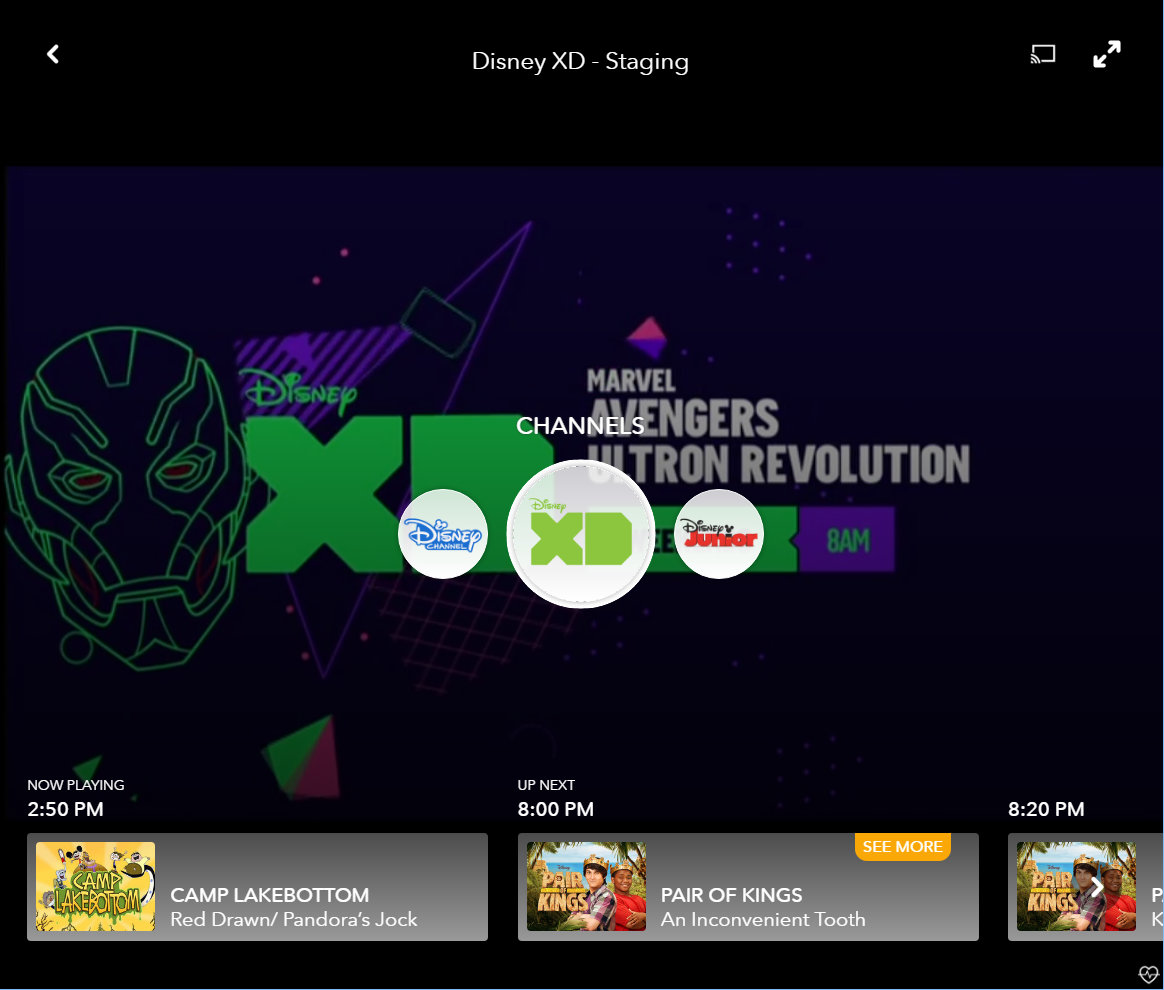 Disney XD - Staging
Disney
XD
MARVEL
AVENGERS
ULTRON REVOLUTION
8AM
CHANNELS
Disney
CHANNEL
Disney
XD
Disney
Junior
NOW PLAYING
2:50 PM
UP NEXT
8:00 PM
8:20 PM
CAMP
LAKEBOTTOM
CAMP LAKEBOTTOM
Red Drawn/ Pandora’s Jock
PAIR
OF
KINGS
SEE MORE
PAIR OF KINGS
An Inconvenient Tooth
PAIR
OF
KINGS
P
K